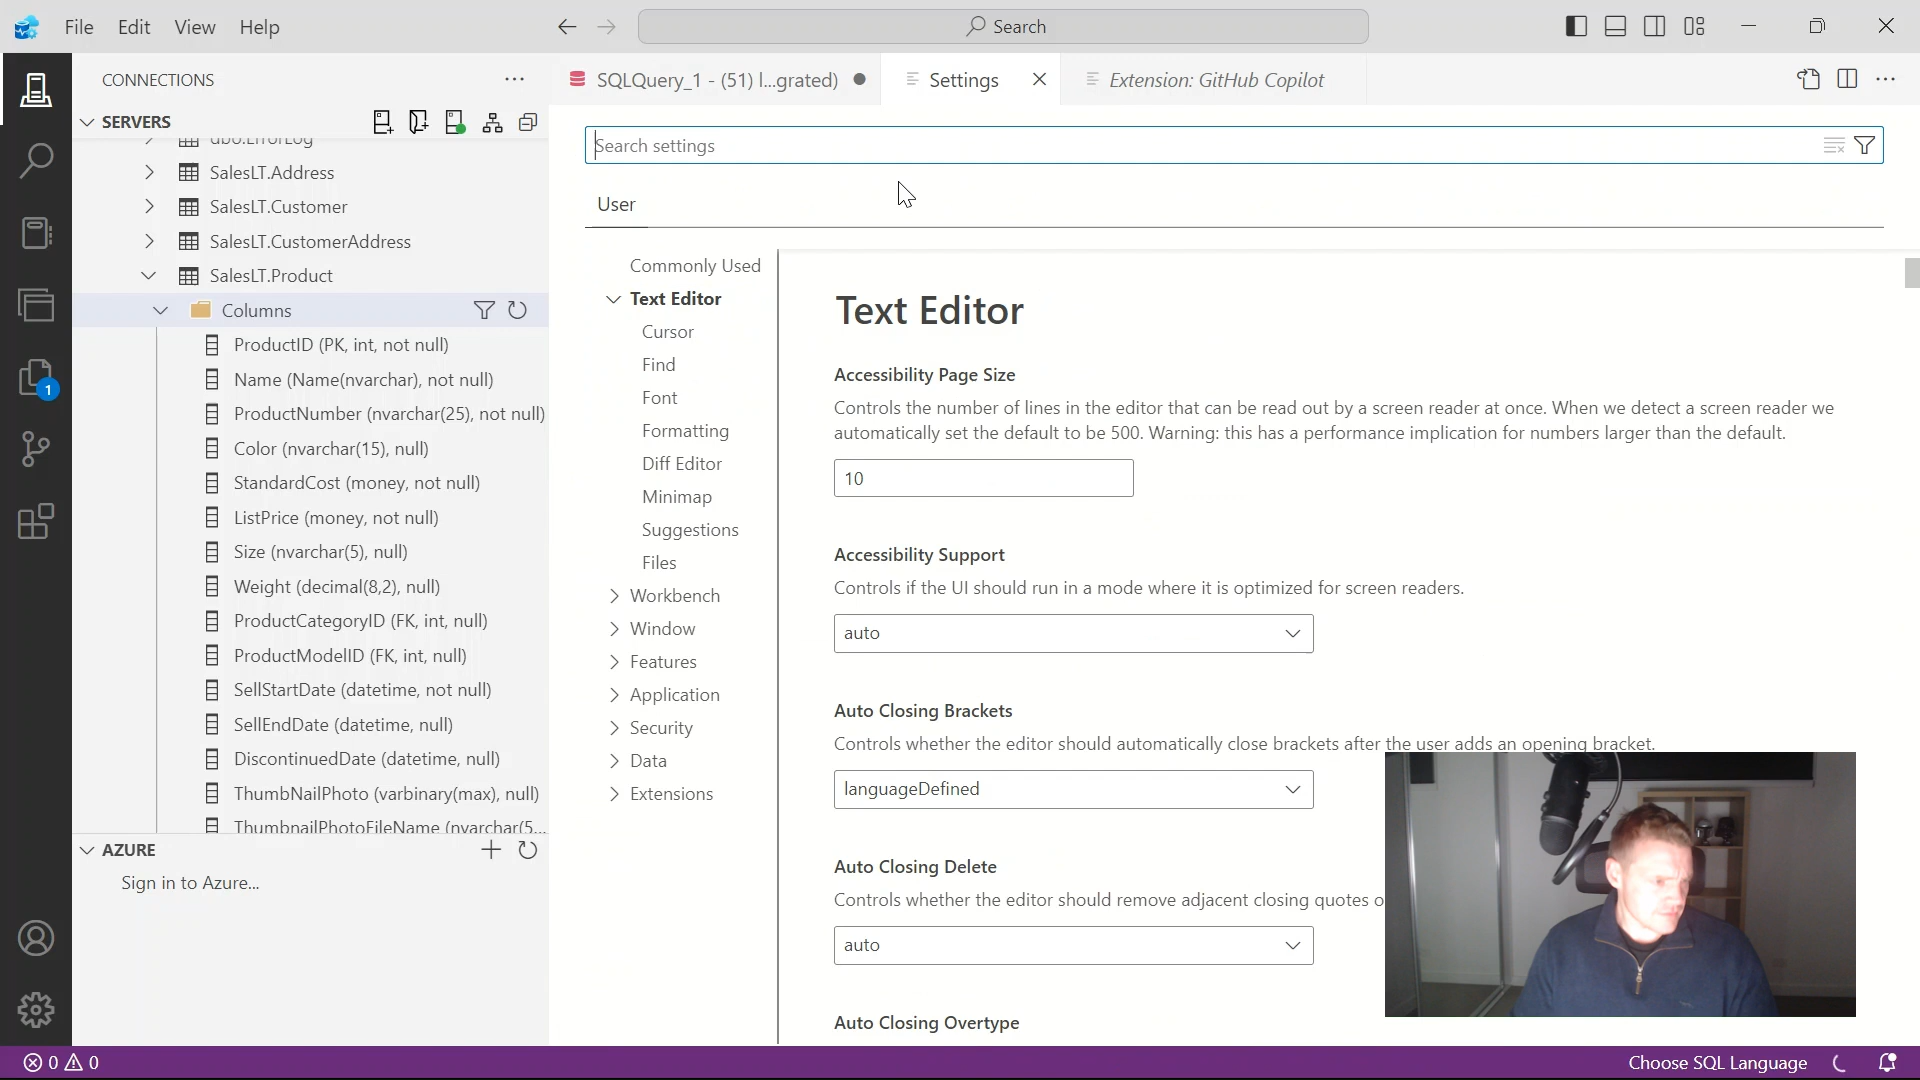 File Edit View Help
Search
CONNECTIONS
SQLQuery_1 - (51) l...grated)
Settings
Extension: GitHub Copilot
SERVERS
dbo.ErrorLog
SalesLT.Address
SalesLT.Customer
SalesLT.CustomerAddress
SalesLT.Product
Columns
ProductID (PK, int, not null)
Name (Name(nvarchar), not null)
ProductNumber (nvarchar(25), not null)
Color (nvarchar(15), null)
StandardCost (money, not null)
ListPrice (money, not null)
Size (nvarchar(5), null)
Weight (decimal(8,2), null)
ProductCategoryID (FK, int, null)
ProductModelID (FK, int, null)
SellStartDate (datetime, not null)
SellEndDate (datetime, null)
DiscontinuedDate (datetime, null)
ThumbNailPhoto (varbinary(max), null)
ThumbnailPhotoFileName (nvarchar(5...
1
AZURE
Sign in to Azure...
Search settings
User
Commonly Used
Text Editor
Cursor
Find
Font
Formatting
Diff Editor
Minimap
Suggestions
Files
Workbench
Window
Features
Application
Security
Data
Extensions
Text Editor
Accessibility Page Size
Controls the number of lines in the editor that can be read out by a screen reader at once. When we detect a screen reader we
automatically set the default to be 500. Warning: this has a performance implication for numbers larger than the default.
10
Accessibility Support
Controls if the UI should run in a mode where it is optimized for screen readers.
auto
Auto Closing Brackets
Controls whether the editor should automatically close brackets after the user adds an opening bracket.
languageDefined
Auto Closing Delete
Controls whether the editor should remove adjacent closing quotes o
auto
Auto Closing Overtype
0 0
Choose SQL Language